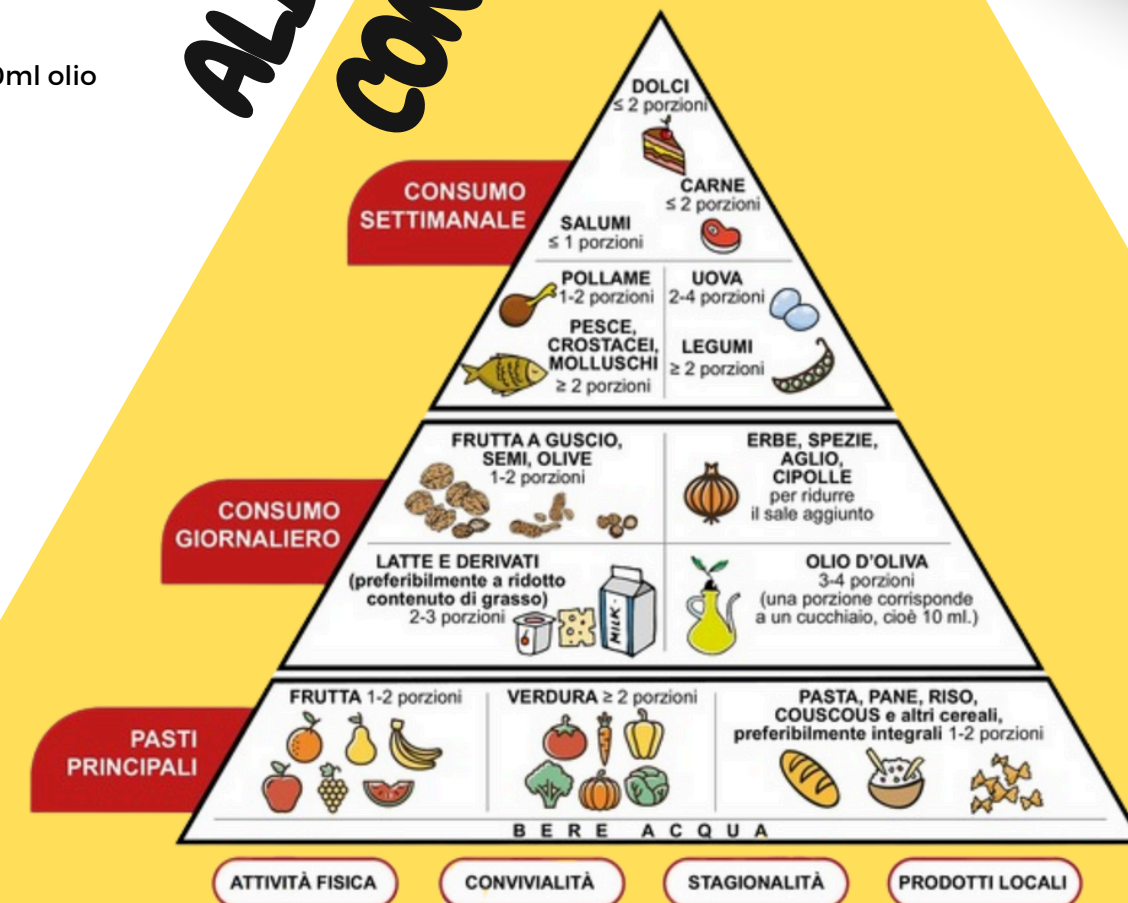 olio
DOLCI
≤ 2 porzioni
CARNE
≤ 2 porzioni
CONSUMO
SETTIMANALE
SALUMI
≤ 1 porzioni
POLLAME
1-2 porzioni
UOVA
2-4 porzioni
PESCE,
CROSTACEI,
MOLLUSCHI
≥ 2 porzioni
LEGUMI
≥ 2 porzioni
CONSUMO
GIORNALIERO
FRUTTA A GUSCIO,
SEMI, OLIVE
1-2 porzioni
ERBE, SPEZIE,
AGLIO,
CIPOLLE
per ridurre
il sale aggiunto
LATTE E DERIVATI
(preferibilmente a ridotto
contenuto di grasso)
2-3 porzioni
MILK
OLIO D'OLIVA
3-4 porzioni
(una porzione corrisponde
a un cucchiaio, cioè 10 ml.)
PASTI
PRINCIPALI
FRUTTA 1-2 porzioni
VERDURA ≥ 2 porzioni
PASTA, PANE, RISO,
COUSCOUS e altri cereali,
preferibilmente integrali 1-2 porzioni
BERE ACQUA
ATTIVITÀ FISICA
CONVIVIALITÀ
STAGIONALITÀ
PRODOTTI LOCALI